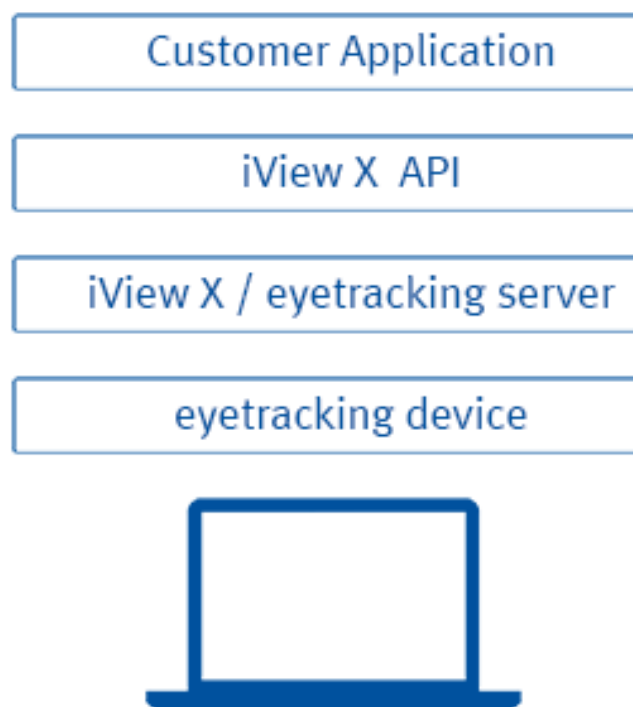 Customer Application
iView X API
iView X / eyetracking server
eyetracking device